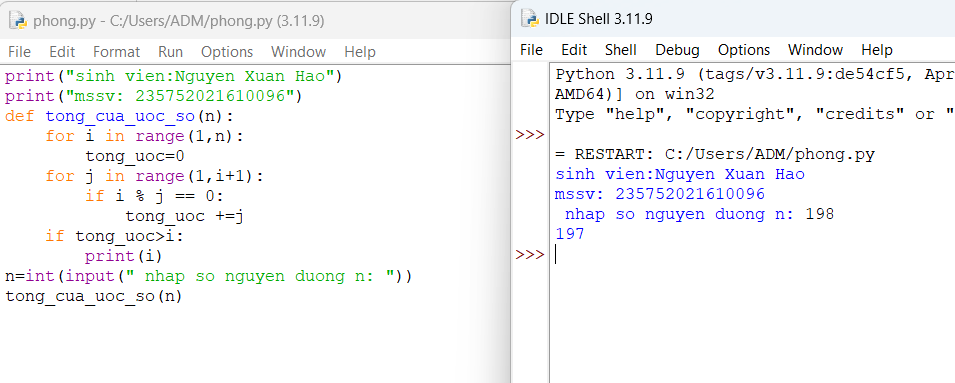 phong.py - C:/Users/ADM/phong.py (3.11.9)
File Edit Format Run Options Window Help
print("sinh vien:Nguyen Xuan Hao")
print("mssv: 235752021610096")
def tong_cua_uoc_so(n):
    for i in range(1,n):
        tong_uoc=0
    for j in range(1,i+1):
        if i % j == 0:
            tong_uoc +=j
    if tong_uoc>i:
        print(i)
n=int(input(" nhap so nguyen duong n: "))
tong_cua_uoc_so(n)
IDLE Shell 3.11.9
File Edit Shell Debug Options Window Help
Python 3.11.9 (tags/v3.11.9:de54cf5, Apr
AMD64)] on win32
Type "help", "copyright", "credits" or "
>>>
= RESTART: C:/Users/ADM/phong.py
sinh vien:Nguyen Xuan Hao
mssv: 235752021610096
 nhap so nguyen duong n: 198
197
>>>